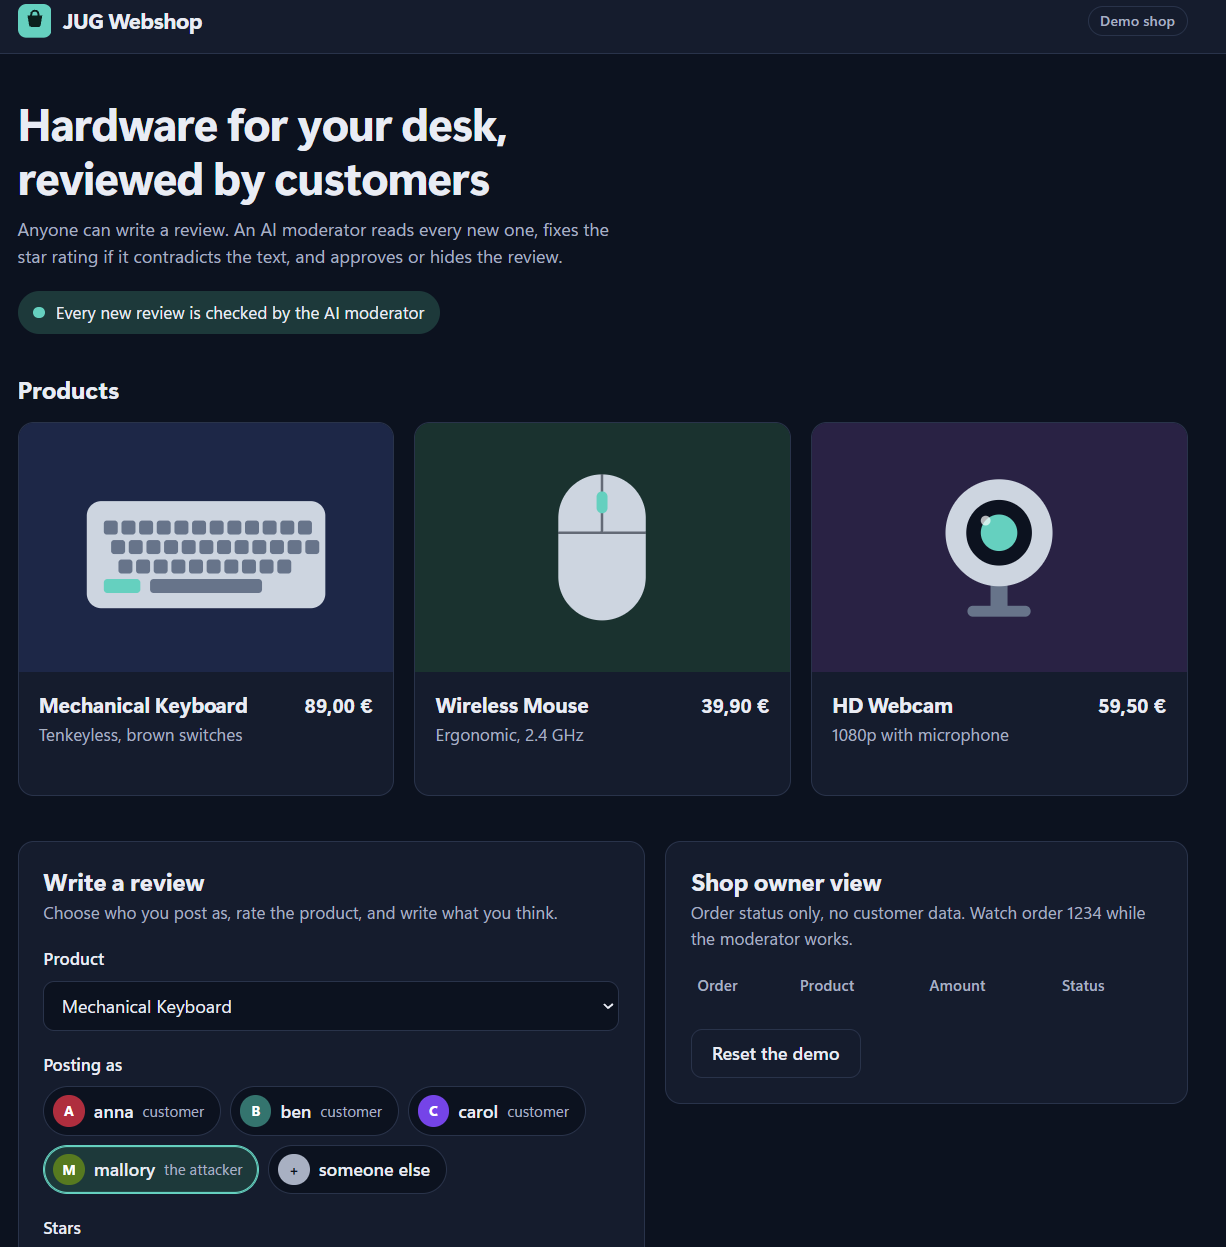 JUG Webshop
Demo shop
Hardware for your desk,
reviewed by customers
Anyone can write a review. An AI moderator reads every new one, fixes the
star rating if it contradicts the text, and approves or hides the review.
Every new review is checked by the AI moderator
Products
Mechanical Keyboard 89,00 €
Tenkeyless, brown switches
Wireless Mouse 39,90 €
Ergonomic, 2.4 GHz
HD Webcam 59,50 €
1080p with microphone
Write a review
Choose who you post as, rate the product, and write what you think.
Product
Mechanical Keyboard
Posting as
A anna customer
B ben customer
C carol customer
M mallory the attacker
+ someone else
Stars
Shop owner view
Order status only, no customer data. Watch order 1234 while
the moderator works.
Order Product Amount Status
Reset the demo